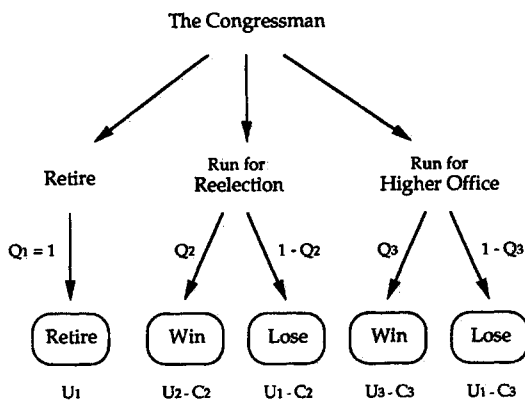 The Congressman
Retire
Run for
Reelection
Run for
Higher Office
Q1 = 1
Q2
1 - Q2
Q3
1 - Q3
Retire
Win
Lose
Win
Lose
U1
U2 - C2
U1 - C2
U3 - C3
U1 - C3